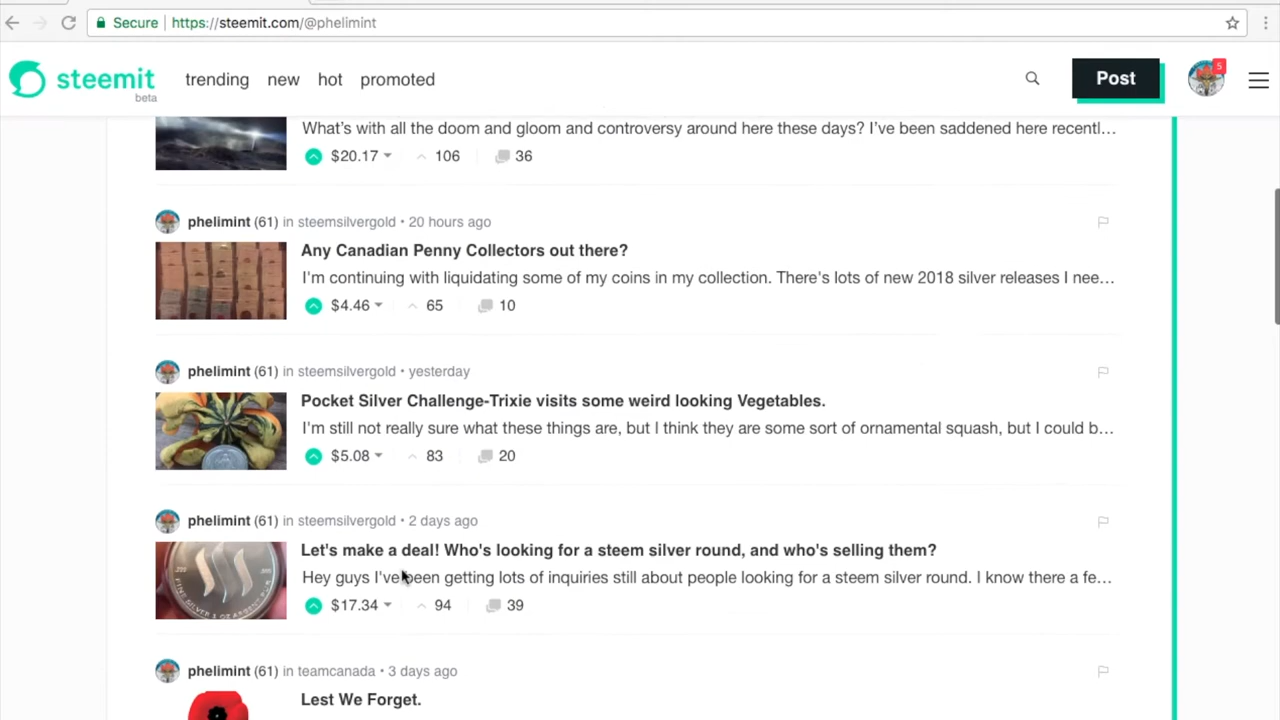 Secure https://steemit.com/@phelimint
steemit
beta
trending new hot promoted
Post
5
What's with all the doom and gloom and controversy around here these days? I've been saddened here recentl…
$20.17 106 36
phelimint (61) in steemsilvergold • 20 hours ago
Any Canadian Penny Collectors out there?
I'm continuing with liquidating some of my coins in my collection. There's lots of new 2018 silver releases I nee…
$4.46 65 10
phelimint (61) in steemsilvergold • yesterday
Pocket Silver Challenge-Trixie visits some weird looking Vegetables.
I'm still not really sure what these things are, but I think they are some sort of ornamental squash, but I could b…
$5.08 83 20
phelimint (61) in steemsilvergold • 2 days ago
Let's make a deal! Who's looking for a steem silver round, and who's selling them?
Hey guys I've been getting lots of inquiries still about people looking for a steem silver round. I know there a fe…
$17.34 94 39
phelimint (61) in teamcanada • 3 days ago
Lest We Forget.